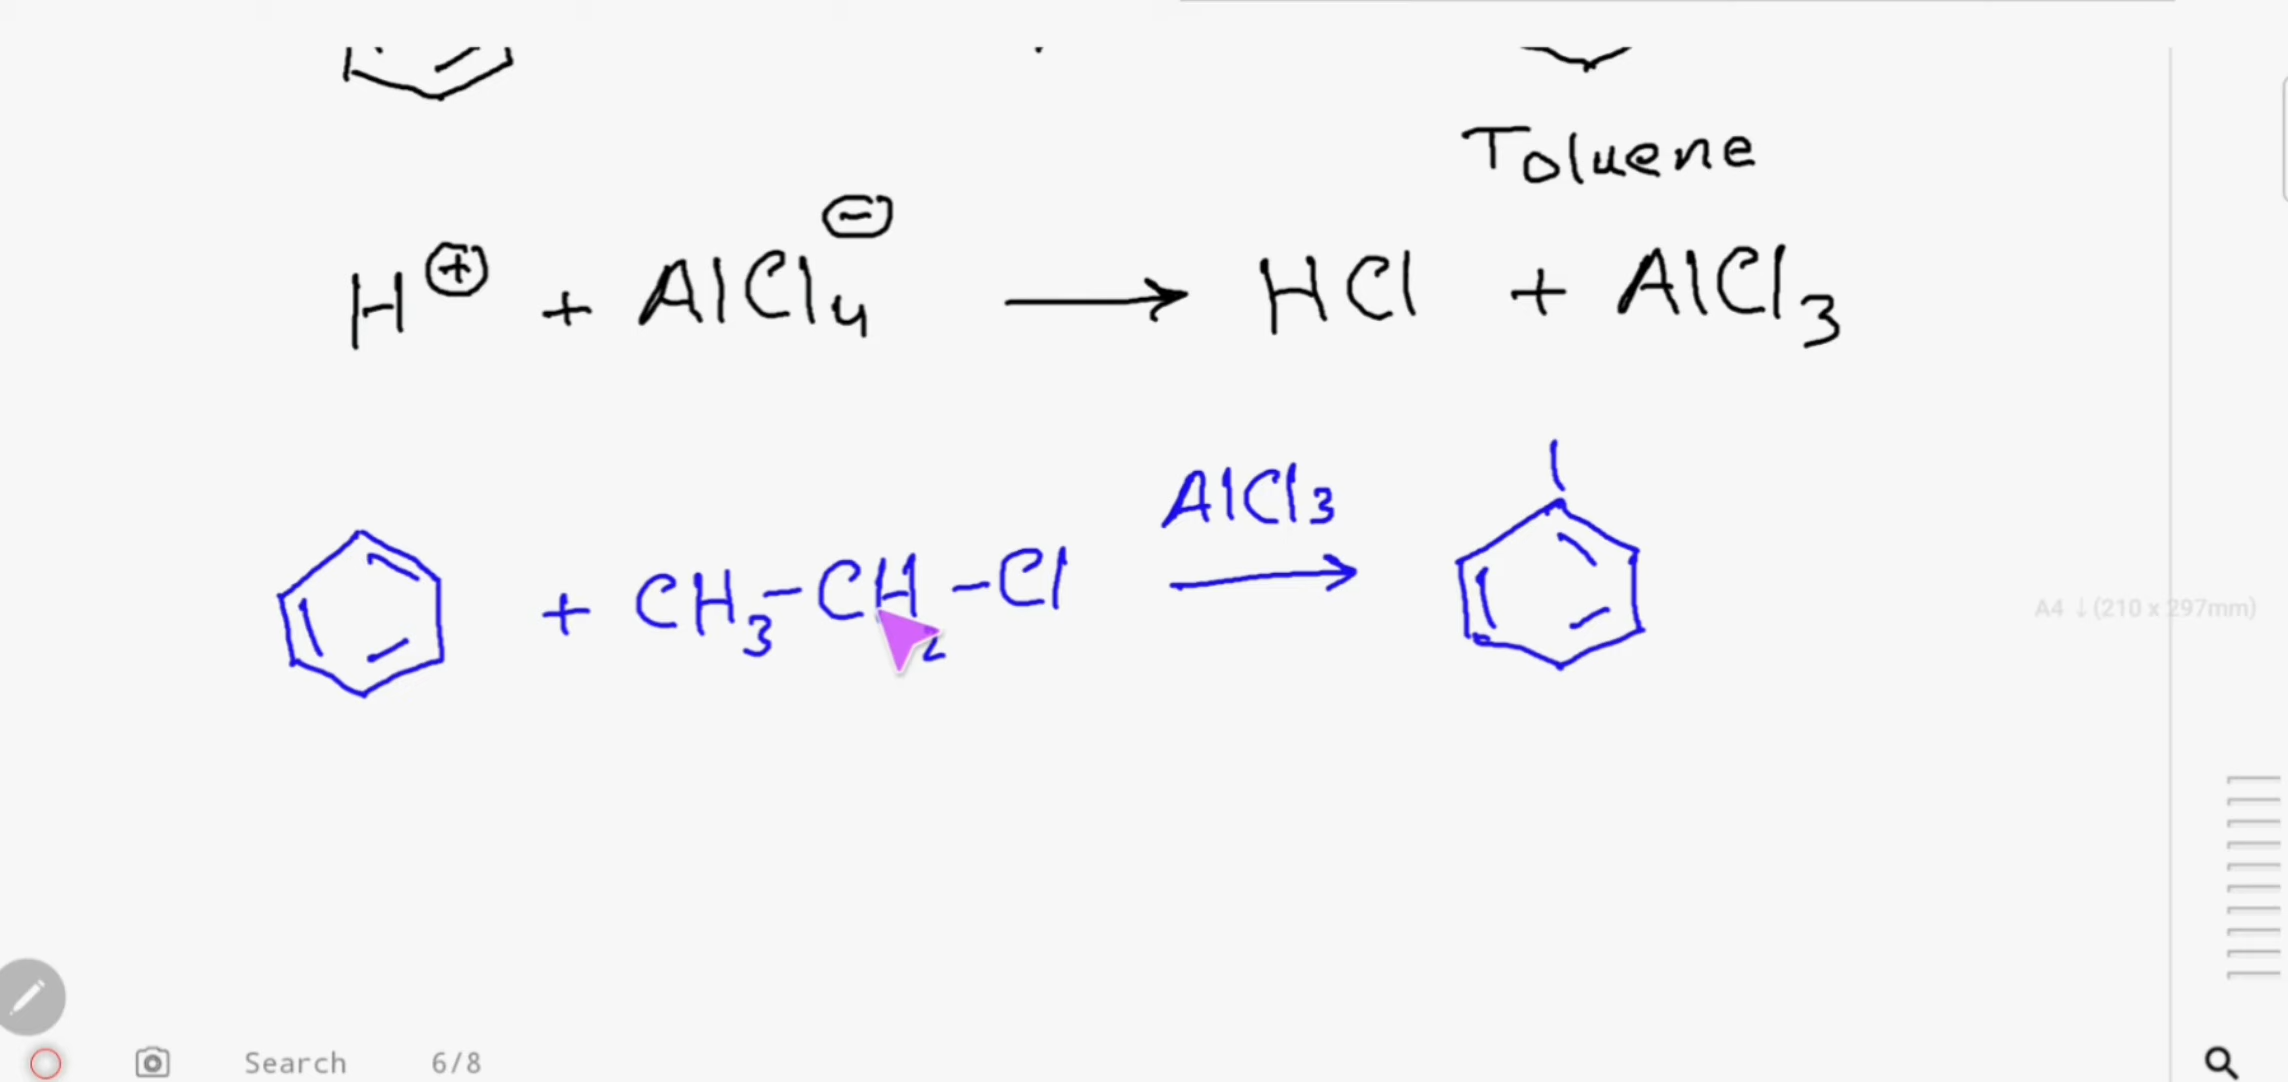 Toluene
H⊕ + AlCl₄⊖ → HCl + AlCl₃
+ CH₃-CH₂-Cl AlCl₃ →
A4 ↓ (210 x 297mm)
Search 6/8